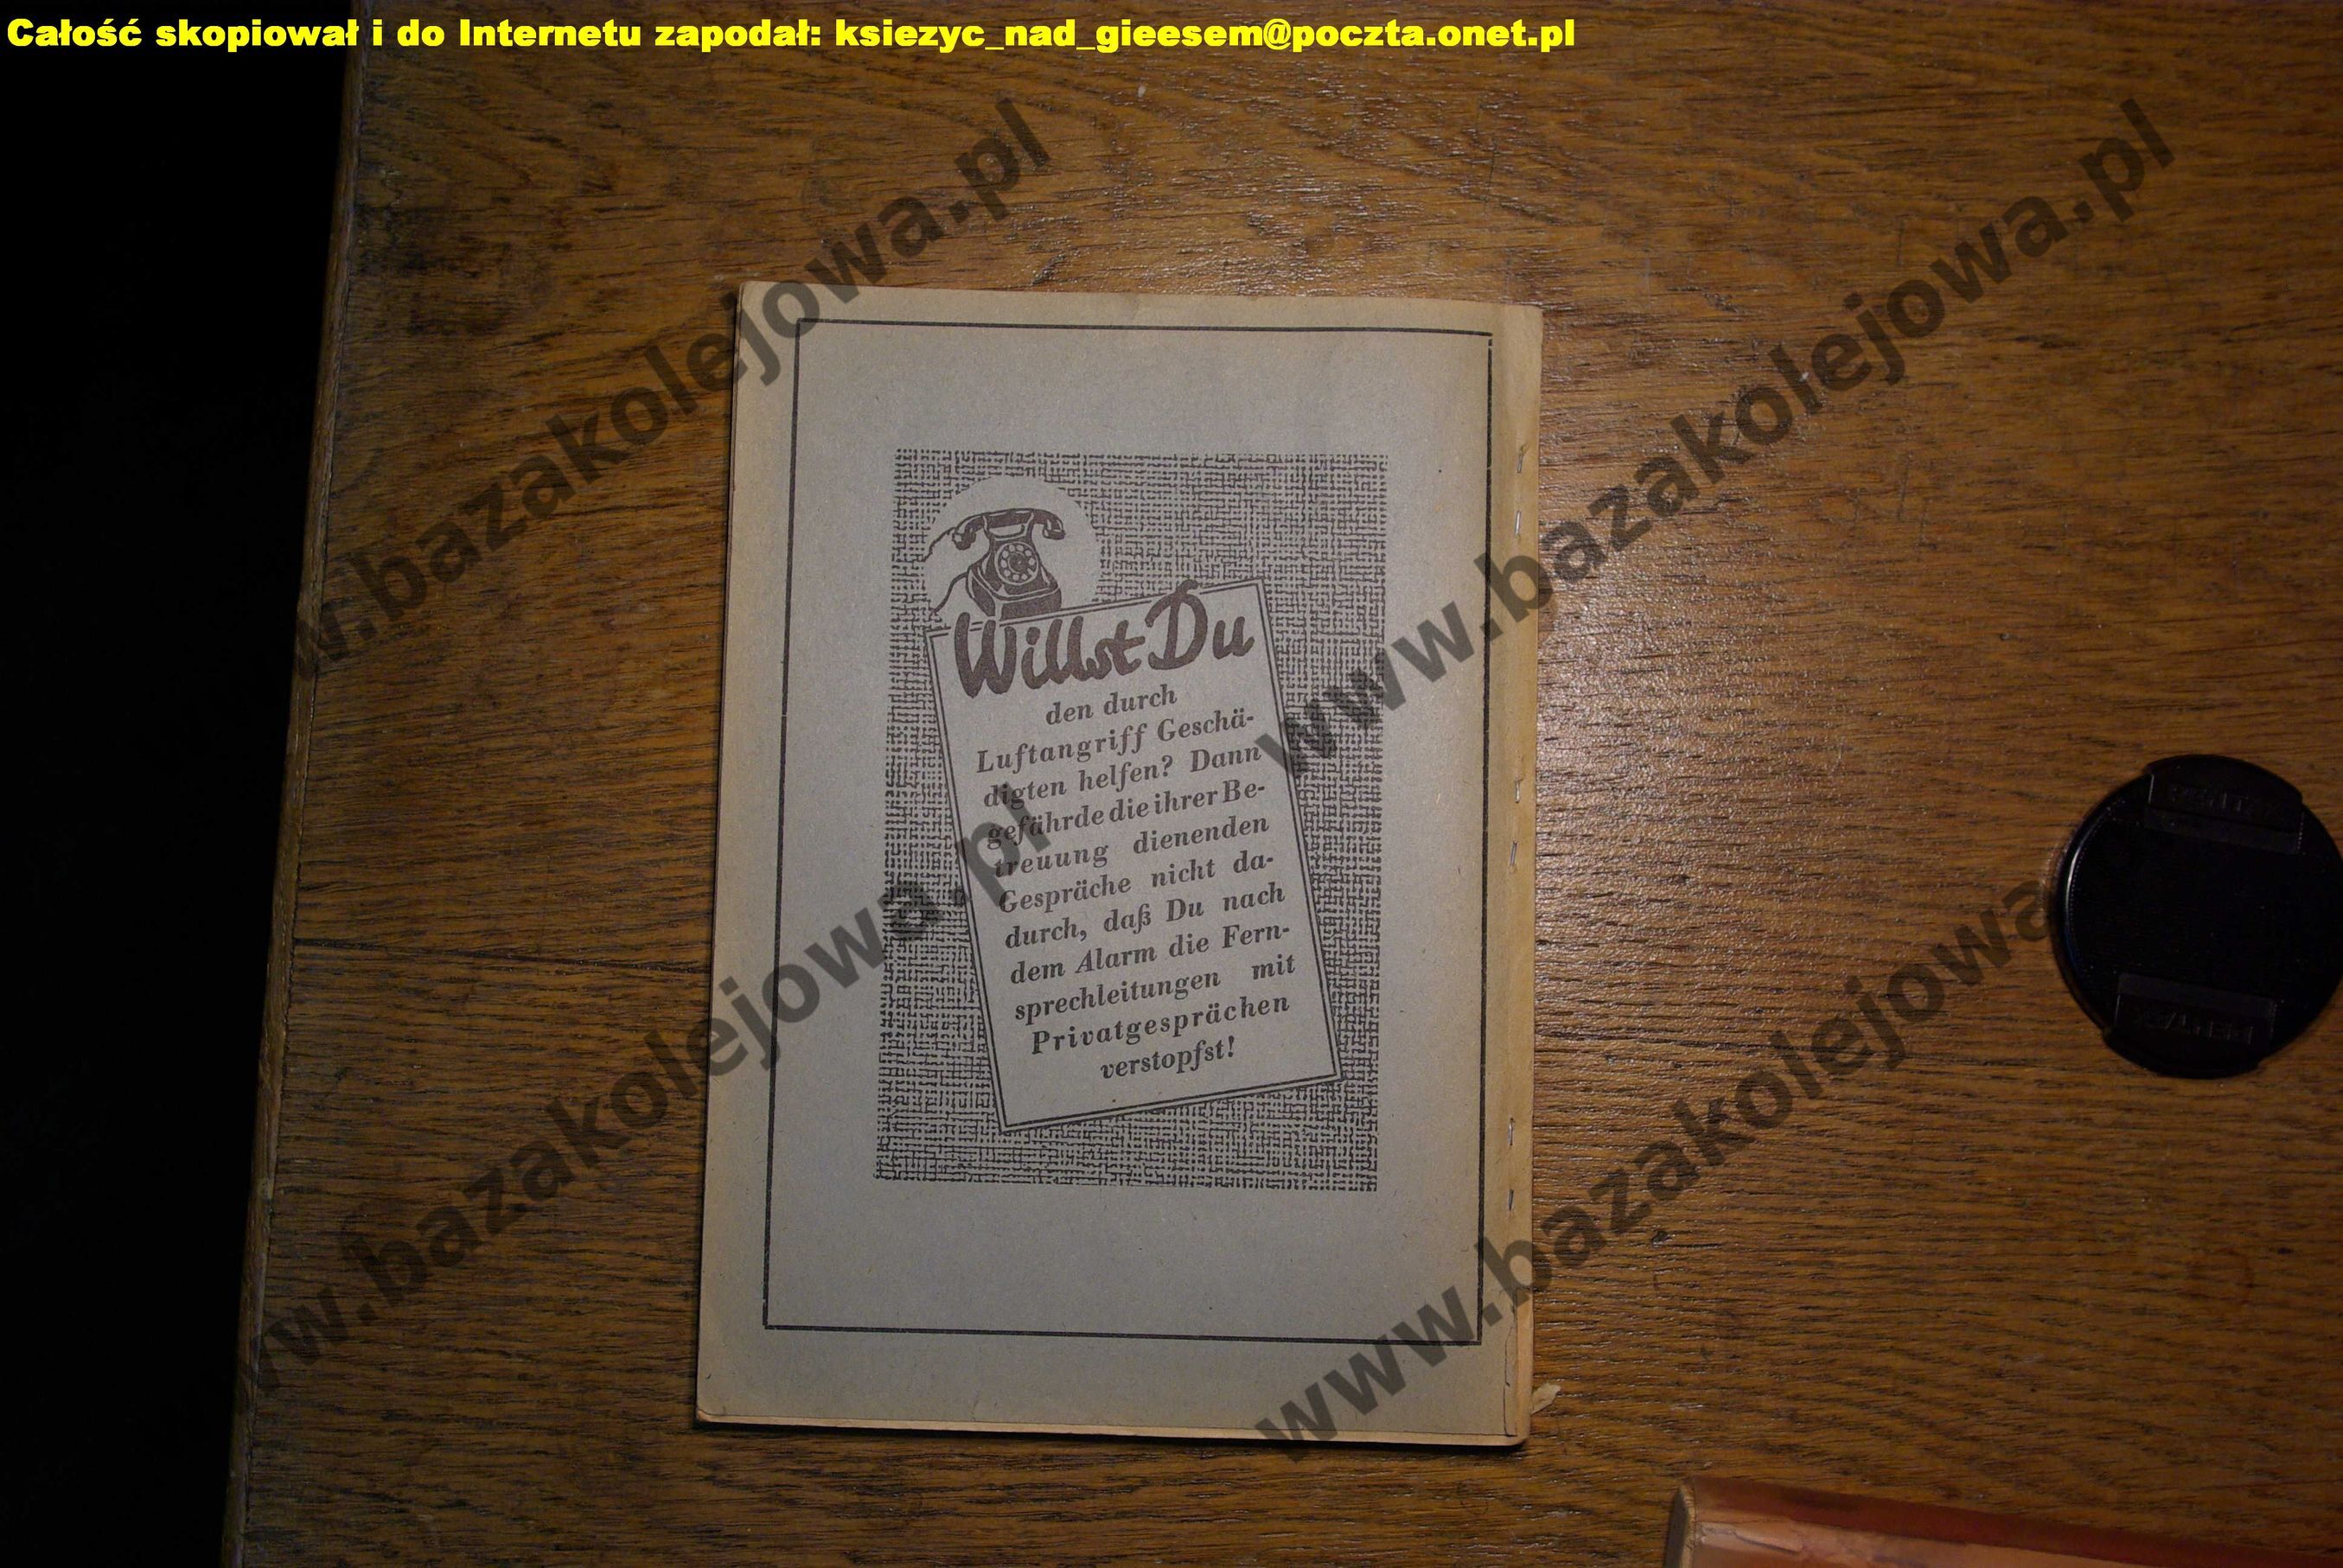 Całość skopiował i do Internetu zapodał: ksiezyc_nad_gieesem@poczta.onet.pl
www.bazakolejowa.pl
www.bazakolejowa.pl
Willst Du
den durch
Luftangriff Geschä-
digten helfen? Dann
gefährde die ihrer Be-
treuung dienenden
Gespräche nicht da-
durch, daß Du nach
dem Alarm die Fern-
sprechleitungen mit
Privatgesprächen
verstopfst!
www.bazakolejowa.pl
www.bazakolejowa
PENTAX